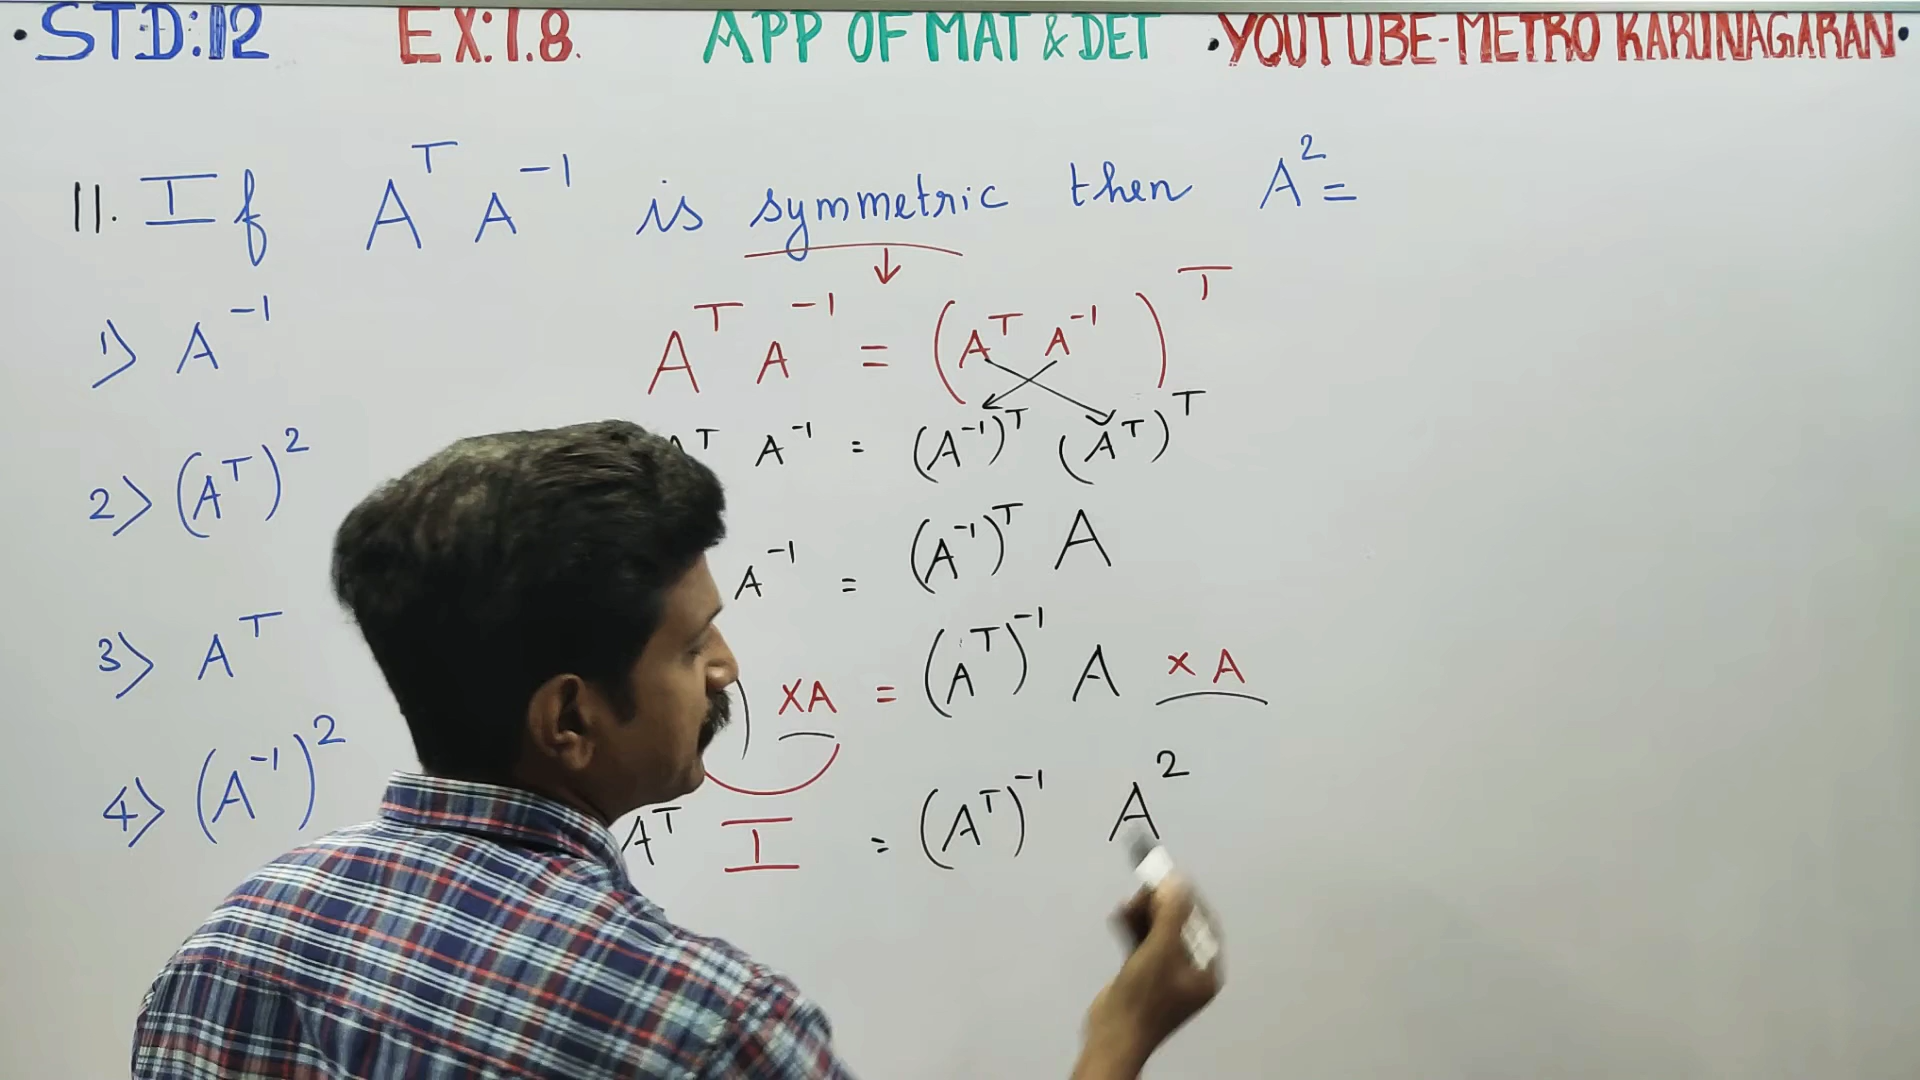 ·STD:12 EX:1.8. APP OF MAT & DET ·YOUTUBE-METRO KARUNAGARAN·
11. If A^T A^-1 is symmetric then A^2 =
1) A^-1
A^T A^-1 = (A^T A^-1)^T
2) (A^T)^2
A^T A^-1 = (A^-1)^T (A^T)^T
A^-1 = (A^-1)^T A
3) A^T
) XA = (A^T)^-1 A × A
4) (A^-1)^2
A^T I = (A^T)^-1 A^2